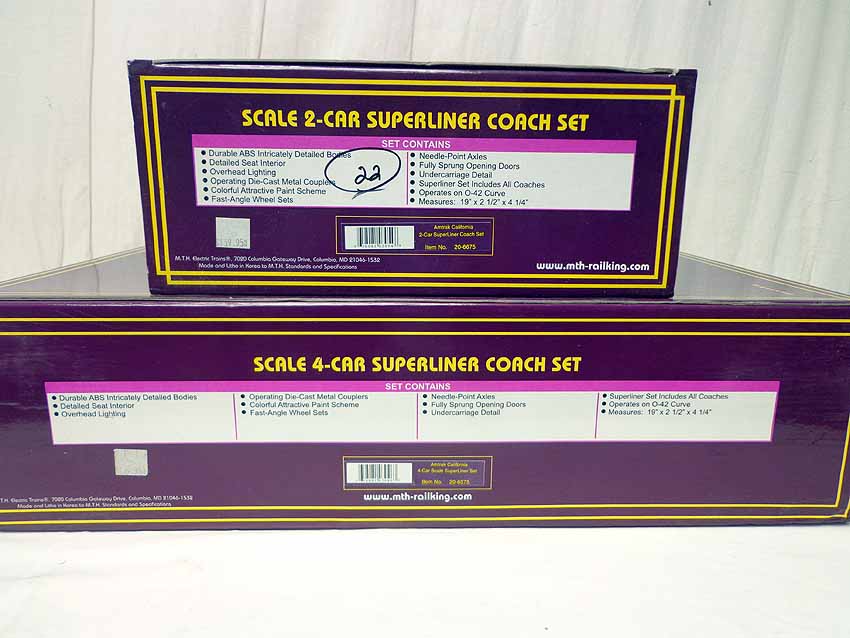 SCALE 2-CAR SUPERLINER COACH SET
SET CONTAINS
● Durable ABS Intricately Detailed Bodies
● Detailed Seat Interior
● Overhead Lighting
● Operating Die-Cast Metal Couplers
● Colorful Attractive Paint Scheme
● Fast-Angle Wheel Sets
22
● Needle-Point Axles
● Fully Sprung Opening Doors
● Undercarriage Detail
● Superliner Set Includes All Coaches
● Operates on O-42 Curve
● Measures: 19" x 2 1/2" x 4 1/4"
Amtrak California
2-Car SuperLiner Coach Set
Item No. 20-6675
M.T.H. Electric Trains®, 7020 Columbia Gateway Drive, Columbia, MD 21046-1532
Made and Litho in Korea to M.T.H. Standards and Specifications
www.mth-railking.com
SCALE 4-CAR SUPERLINER COACH SET
SET CONTAINS
● Durable ABS Intricately Detailed Bodies
● Detailed Seat Interior
● Overhead Lighting
● Operating Die-Cast Metal Couplers
● Colorful Attractive Paint Scheme
● Fast-Angle Wheel Sets
● Needle-Point Axles
● Fully Sprung Opening Doors
● Undercarriage Detail
● Superliner Set Includes All Coaches
● Operates on O-42 Curve
● Measures: 19" x 2 1/2" x 4 1/4"
Amtrak California
4-Car Scale SuperLiner Set
Item No. 20-6575
T.H. Electric Trains®, 7020 Columbia Gateway Drive, Columbia, MD 21046-1532
Made and Litho in Korea to M.T.H. Standards and Specifications
www.mth-railking.com